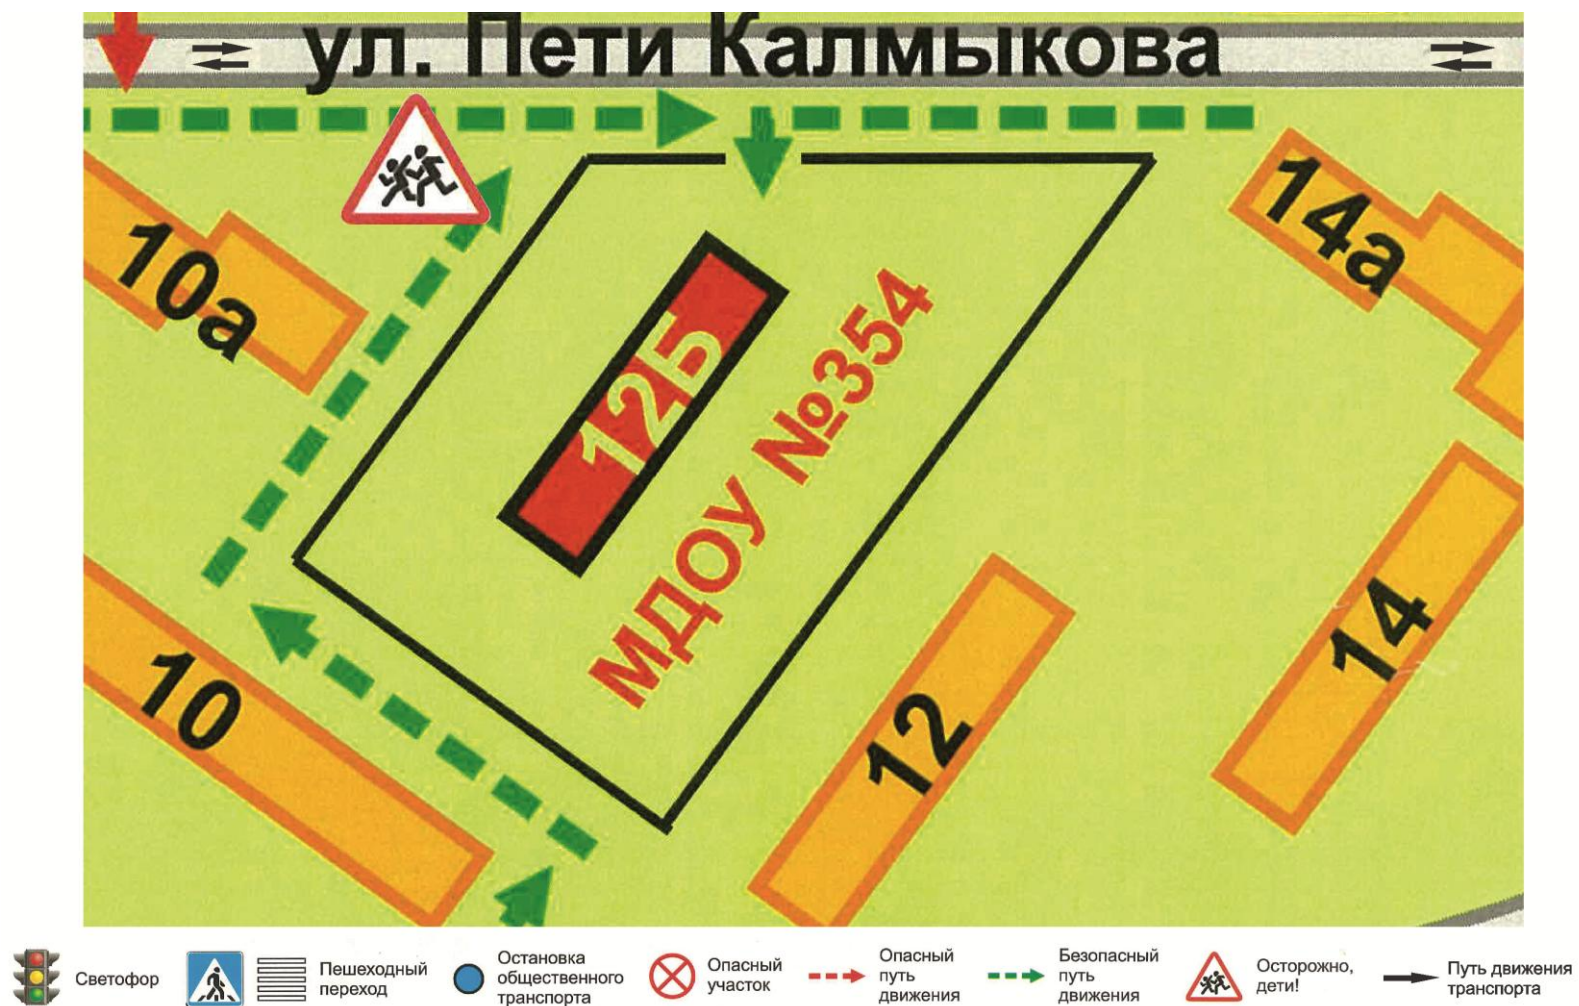 ул. Пети Калмыкова
10а
14а
125
МДОУ №354
10
12
14
Светофор
Пешеходный
переход
Остановка
общественного
транспорта
Опасный
участок
Опасный
путь
движения
Безопасный
путь
движения
Осторожно,
дети!
Путь движения
транспорта